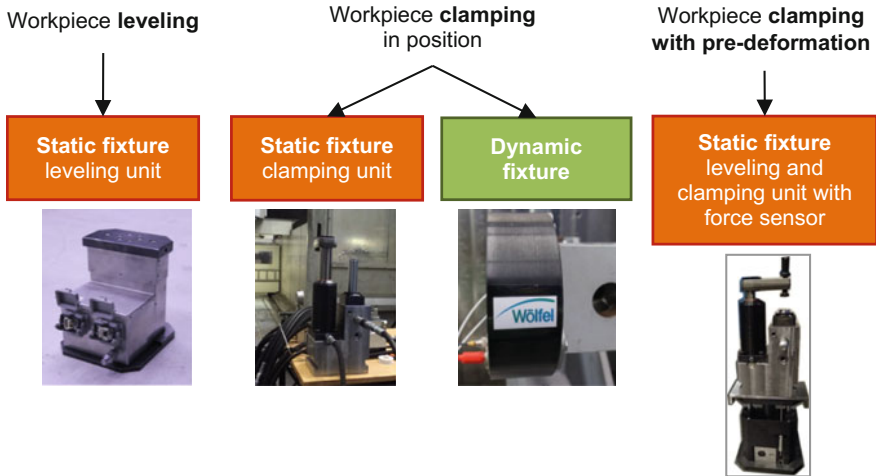 Workpiece leveling
Workpiece clamping
in position
Workpiece clamping
with pre-deformation
Static fixture
leveling unit
Static fixture
clamping unit
Dynamic
fixture
Static fixture
leveling and
clamping unit with
force sensor
Wölfel